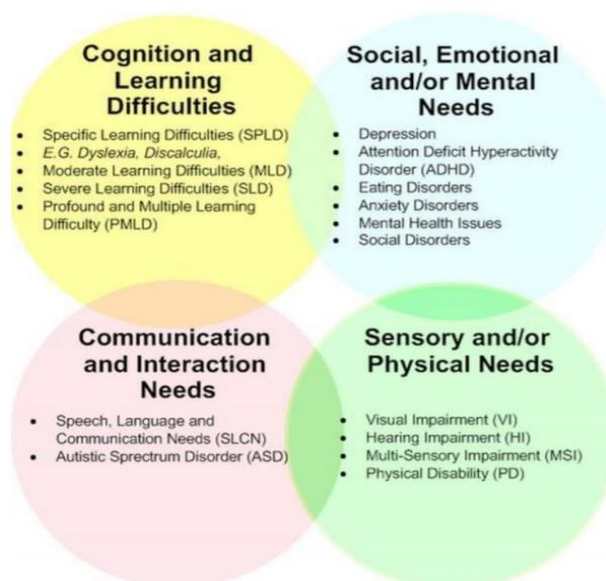 Cognition and
Learning
Difficulties
• Specific Learning Difficulties (SPLD)
• E.G. Dyslexia, Discalculia,
• Moderate Learning Difficulties (MLD)
• Severe Learning Difficulties (SLD)
• Profound and Multiple Learning
Difficulty (PMLD)
Social, Emotional
and/or Mental
Needs
• Depression
• Attention Deficit Hyperactivity
Disorder (ADHD)
• Eating Disorders
• Anxiety Disorders
• Mental Health Issues
• Social Disorders
Communication
and Interaction
Needs
• Speech, Language and
Communication Needs (SLCN)
• Autistic Sprectrum Disorder (ASD)
Sensory and/or
Physical Needs
• Visual Impairment (VI)
• Hearing Impairment (HI)
• Multi-Sensory Impairment (MSI)
• Physical Disability (PD)